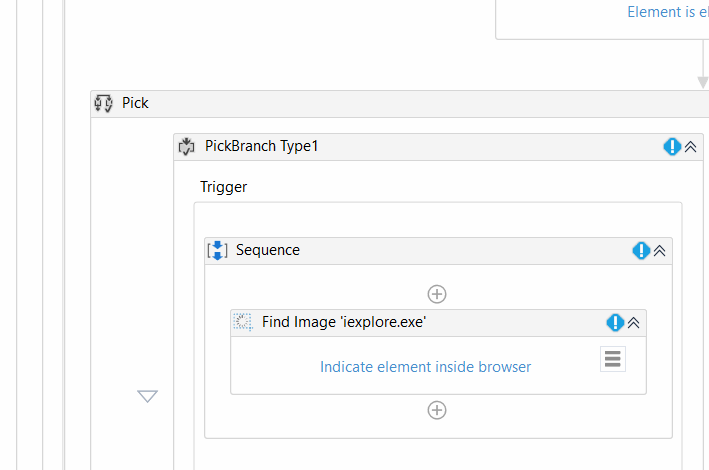 Element is el
Pick
PickBranch Type1
Trigger
Sequence
Find Image 'iexplore.exe'
Indicate element inside browser